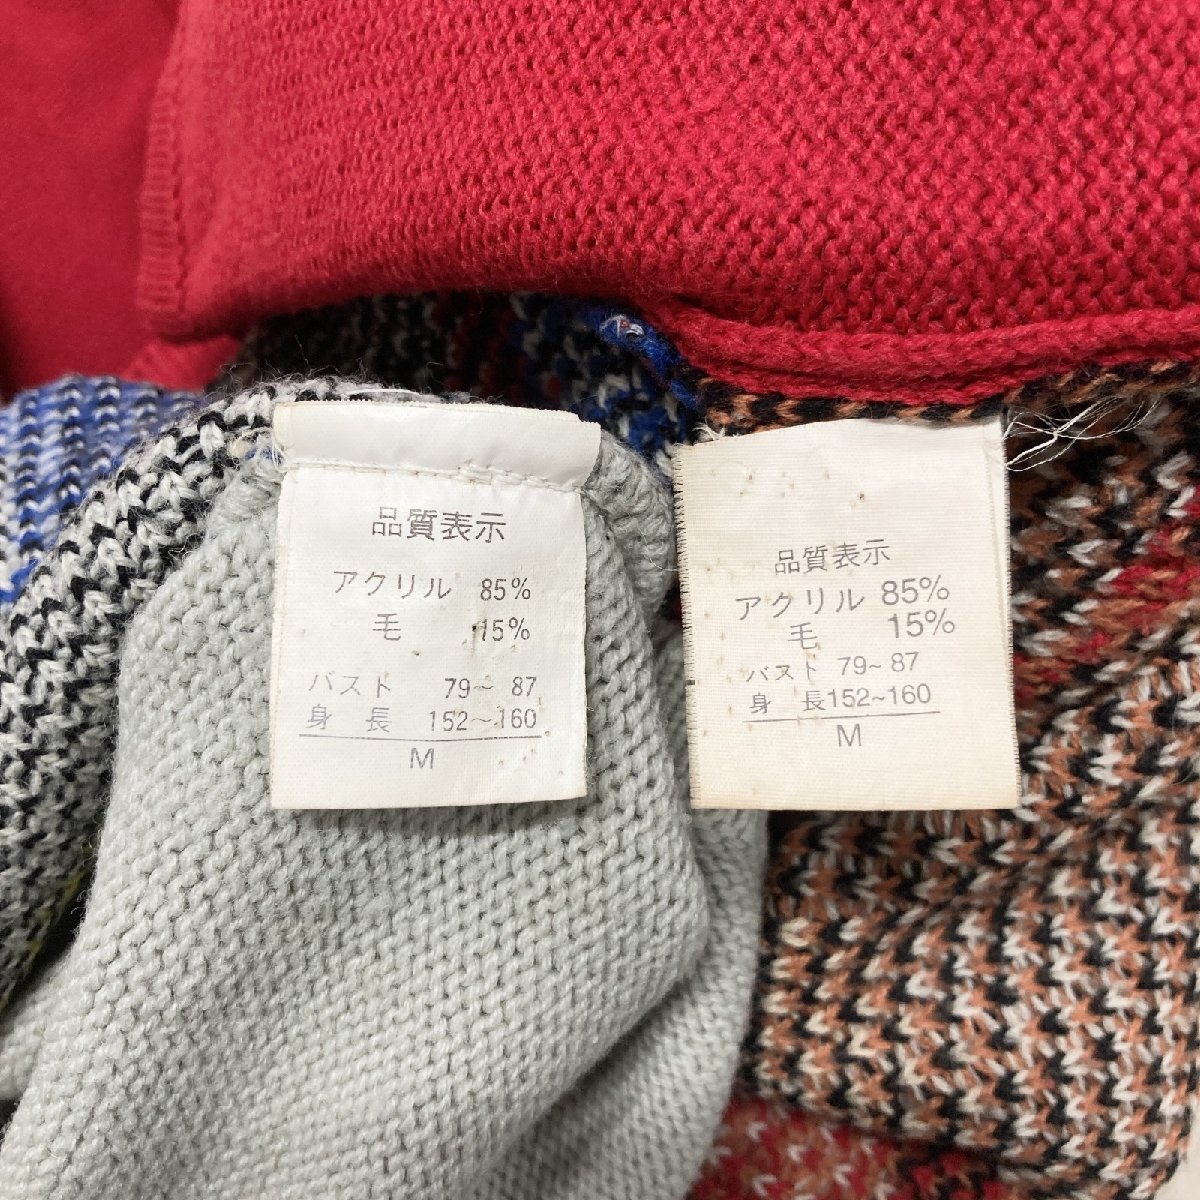 品質表示
アクリル 85%
毛 15%
バスト 79~ 87
身 長 152~160
M
品質表示
アクリル 85%
毛 15%
バスト 79~ 87
身 長152~160
M